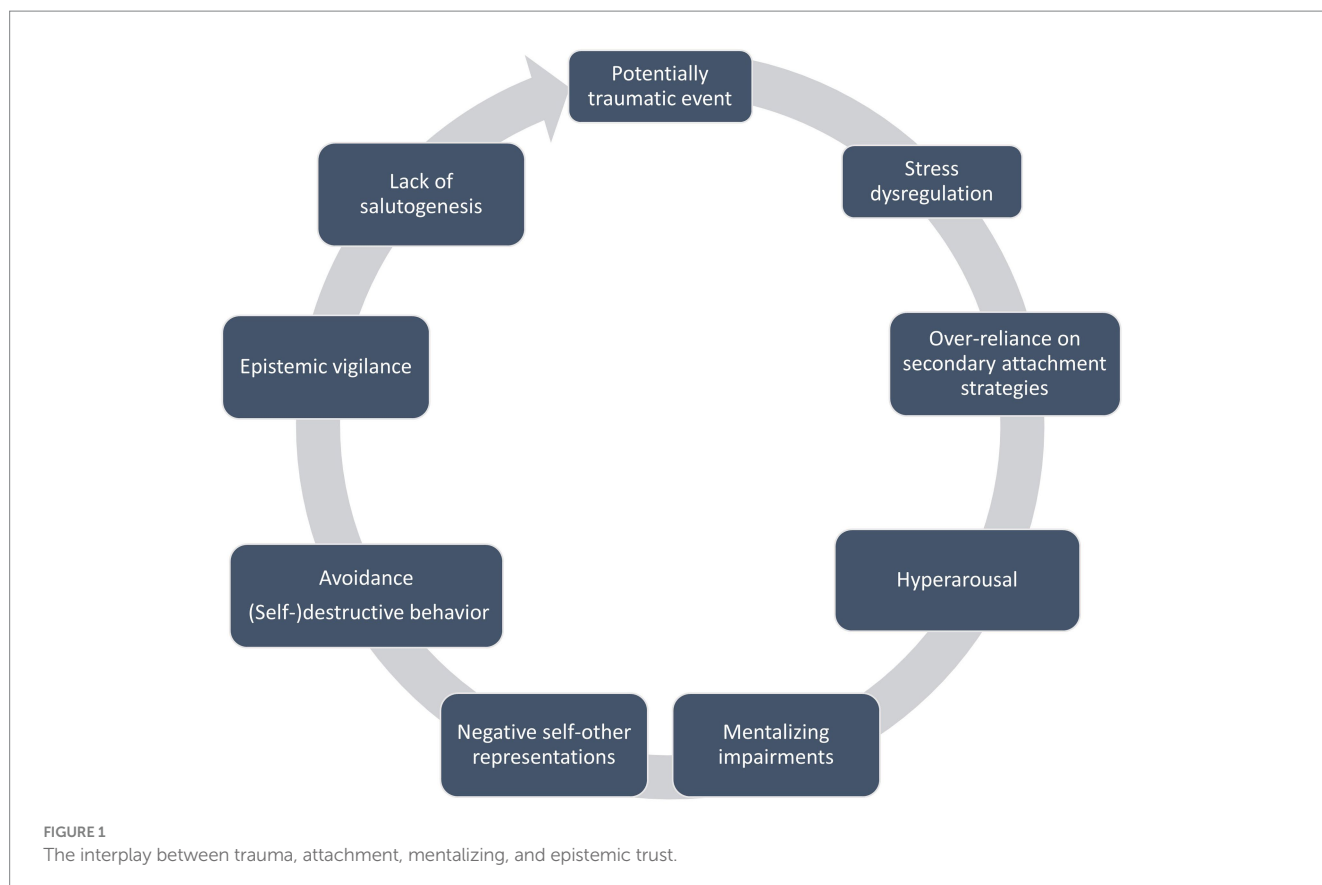 Potentially
traumatic event
Stress
dysregulation
Over-reliance on
secondary attachment
strategies
Hyperarousal
Mentalizing
impairments
Negative self-other
representations
Avoidance
(Self-)destructive behavior
Epistemic vigilance
Lack of
salutogenesis
FIGURE 1
The interplay between trauma, attachment, mentalizing, and epistemic trust.